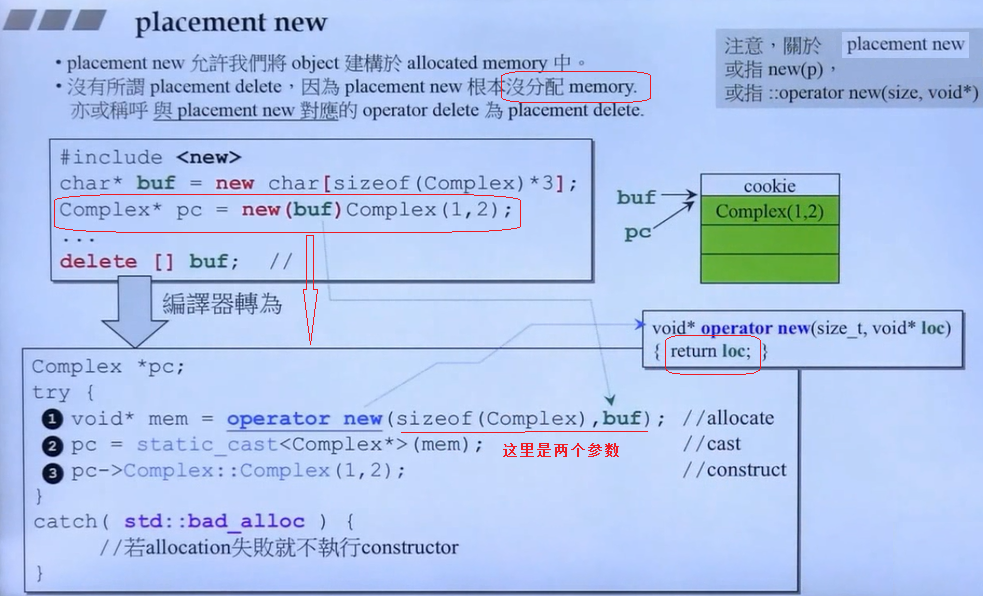 placement new
• placement new 允許我們將 object 建構於 allocated memory 中。
• 沒有所謂 placement delete，因為 placement new 根本沒分配 memory.
亦或稱呼 與 placement new 對應的 operator delete 為 placement delete.
注意，關於 placement new
或指 new(p)，
或指 ::operator new(size, void*)
#include <new>
char* buf = new char[sizeof(Complex)*3];
Complex* pc = new(buf)Complex(1,2);
...
delete [] buf; //
buf
pc
cookie
Complex(1,2)
編譯器轉為
void* operator new(size_t, void* loc)
{ return loc; }
Complex *pc;
try {
1 void* mem = operator new(sizeof(Complex),buf); //allocate
2 pc = static_cast<Complex*>(mem); //cast
这里是两个参数
3 pc->Complex::Complex(1,2); //construct
}
catch( std::bad_alloc ) {
//若allocation失敗就不執行constructor
}